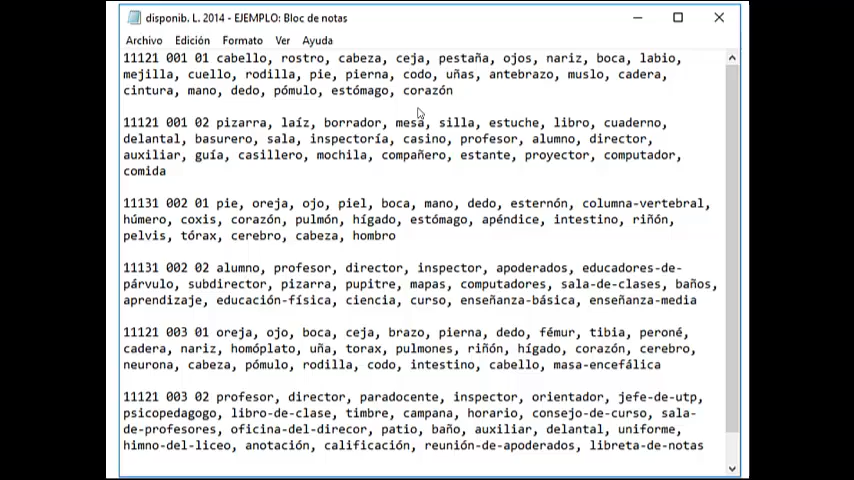 disponib. L. 2014 - EJEMPLO: Bloc de notas
Archivo Edición Formato Ver Ayuda
11121 001 01 cabello, rostro, cabeza, ceja, pestaña, ojos, nariz, boca, labio,
mejilla, cuello, rodilla, pie, pierna, codo, uñas, antebrazo, muslo, cadera,
cintura, mano, dedo, pómulo, estómago, corazón
11121 001 02 pizarra, laíz, borrador, mesa, silla, estuche, libro, cuaderno,
delantal, basurero, sala, inspectoría, casino, profesor, alumno, director,
auxiliar, guía, casillero, mochila, compañero, estante, proyector, computador,
comida
11131 002 01 pie, oreja, ojo, piel, boca, mano, dedo, esternón, columna-vertebral,
húmero, coxis, corazón, pulmón, hígado, estómago, apéndice, intestino, riñón,
pelvis, tórax, cerebro, cabeza, hombro
11131 002 02 alumno, profesor, director, inspector, apoderados, educadores-de-
párvulo, subdirector, pizarra, pupitre, mapas, computadores, sala-de-clases, baños,
aprendizaje, educación-física, ciencia, curso, enseñanza-básica, enseñanza-media
11121 003 01 oreja, ojo, boca, ceja, brazo, pierna, dedo, fémur, tibia, peroné,
cadera, nariz, homóplato, uña, torax, pulmones, riñón, hígado, corazón, cerebro,
neurona, cabeza, pómulo, rodilla, codo, intestino, cabello, masa-encefálica
11121 003 02 profesor, director, paradocente, inspector, orientador, jefe-de-utp,
psicopedagogo, libro-de-clase, timbre, campana, horario, consejo-de-curso, sala-
de-profesores, oficina-del-direcor, patio, baño, auxiliar, delantal, uniforme,
himno-del-liceo, anotación, calificación, reunión-de-apoderados, libreta-de-notas